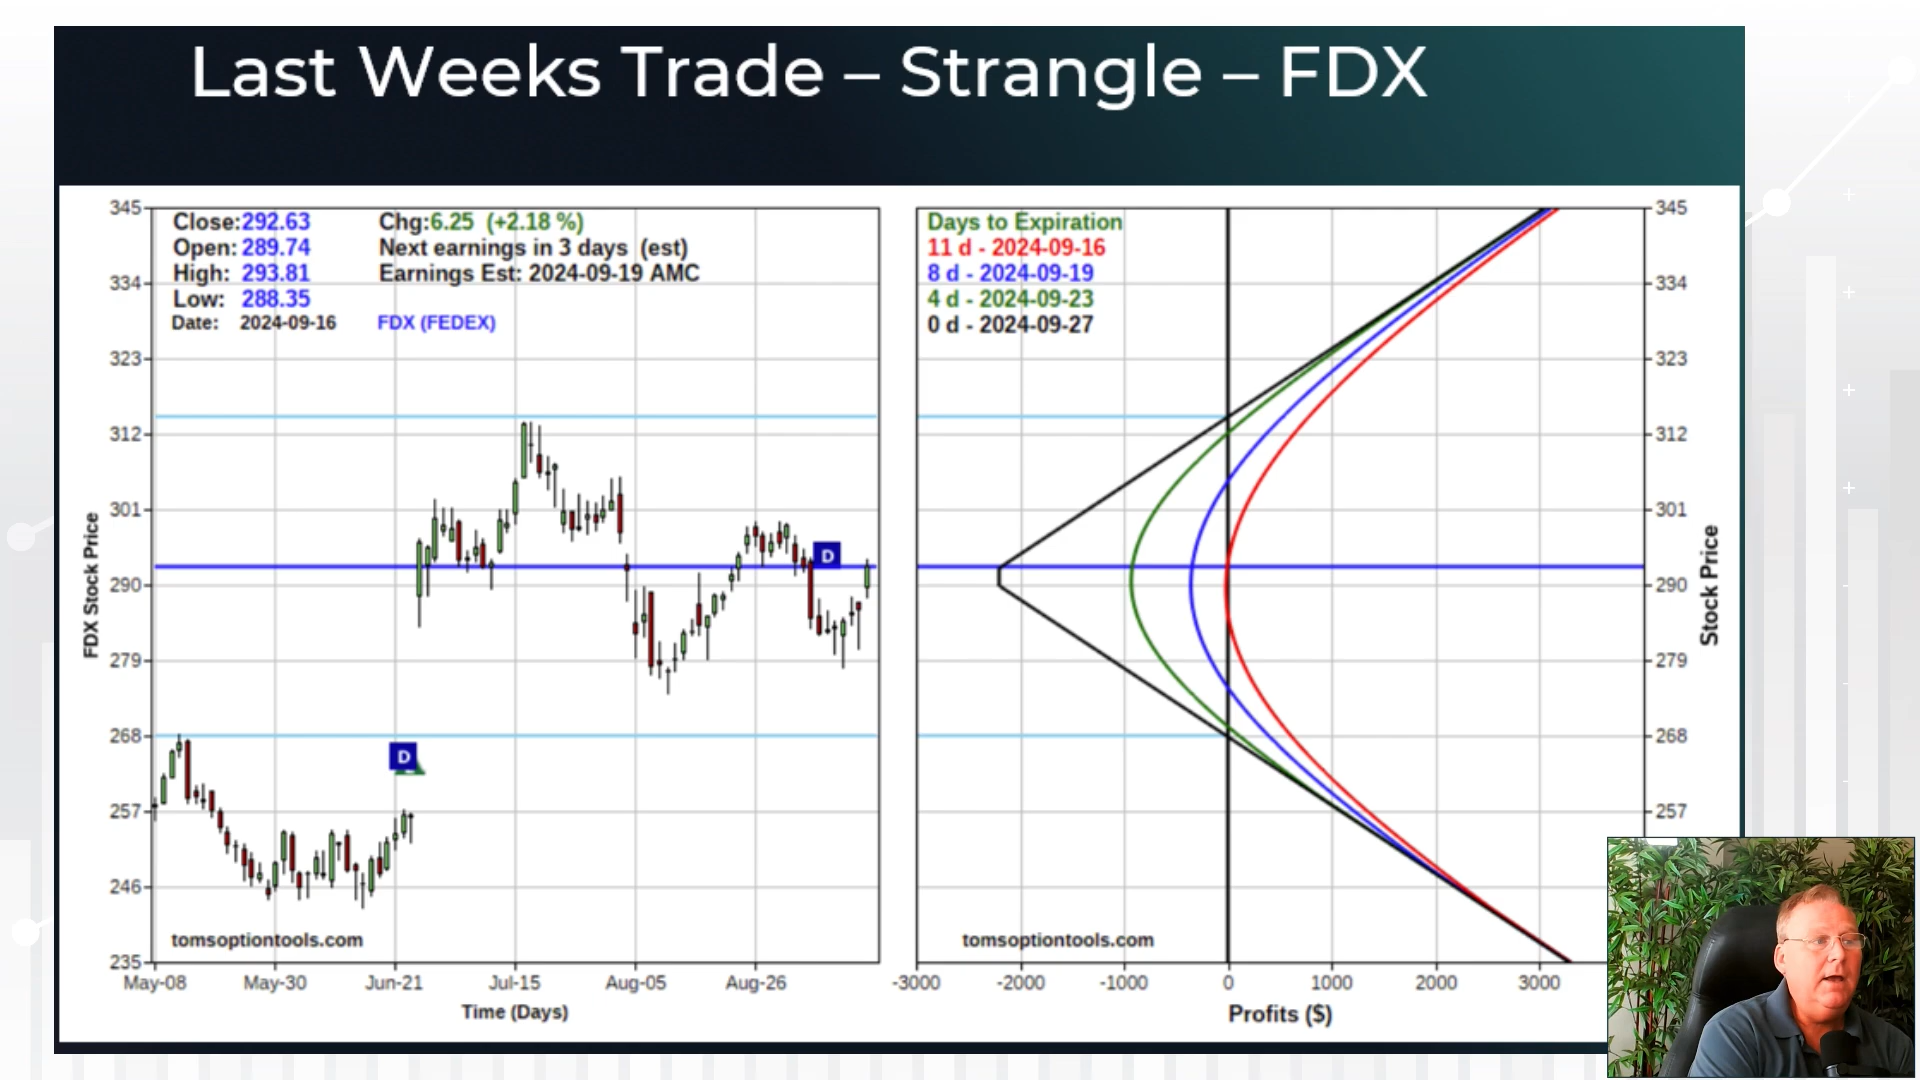 Last Weeks Trade – Strangle – FDX
345
334
323
312
301
290
279
268
257
246
235
FDX Stock Price
Close:292.63
Open: 289.74
High: 293.81
Low: 288.35
Date: 2024-09-16
Chg:6.25 (+2.18 %)
Next earnings in 3 days (est)
Earnings Est: 2024-09-19 AMC
FDX (FEDEX)
D
D
tomsoptiontools.com
May-08
May-30
Jun-21
Jul-15
Aug-05
Aug-26
Time (Days)
Days to Expiration
11 d - 2024-09-16
8 d - 2024-09-19
4 d - 2024-09-23
0 d - 2024-09-27
tomsoptiontools.com
-3000
-2000
-1000
0
1000
2000
3000
Profits ($)
345
334
323
312
301
290
279
268
257
Stock Price